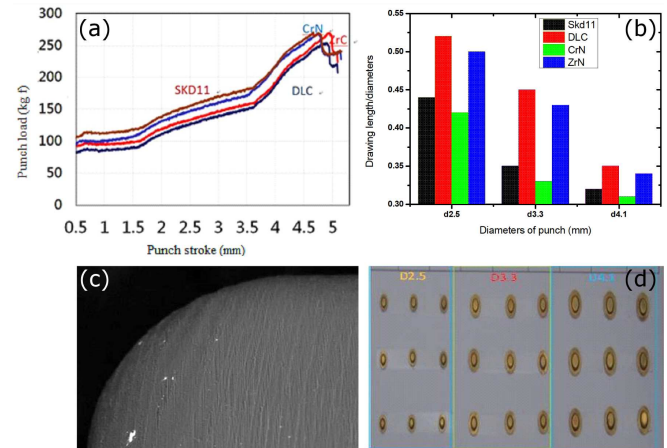 (a)
300
250
200
150
100
50
0
Punch load (kg f)
CrN
ZrC
SKD11
DLC
0.5 1 1.5 2 2.5 3 3.5 4 4.5 5
Punch stroke (mm)
(b)
Skd11
DLC
CrN
ZrN
0.55
0.50
0.45
0.40
0.35
0.30
Drawing length/diameters
d2.5 d3.3 d4.1
Diameters of punch (mm)
(c)
(d)
D2.5 D3.3